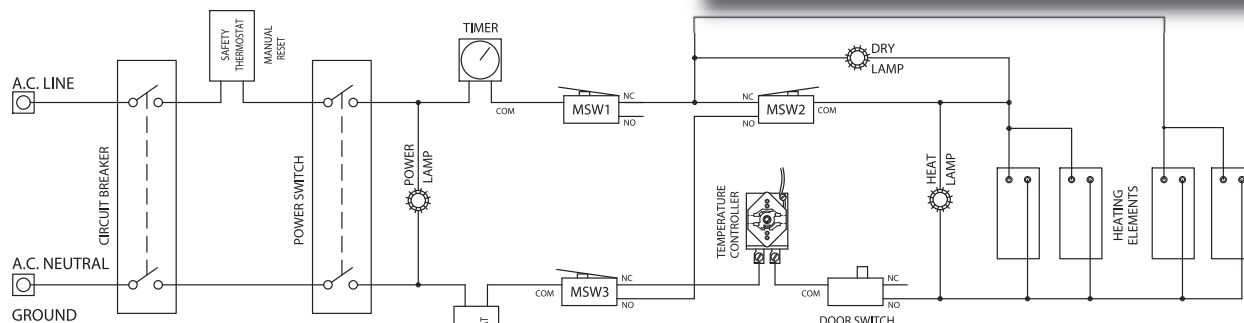 TIMER
SAFETY
THERMOSTAT
MANUAL
RESET
DRY
LAMP
A.C. LINE
COM
MSW1
NC
NO
NC
NO
MSW2
COM
CIRCUIT BREAKER
POWER SWITCH
POWER
LAMP
TEMPERATURE
CONTROLLER
HEAT
LAMP
HEATING
ELEMENTS
A.C. NEUTRAL
COM
MSW3
NC
NO
COM
NC
NO
GROUND
DOOR SWITCH